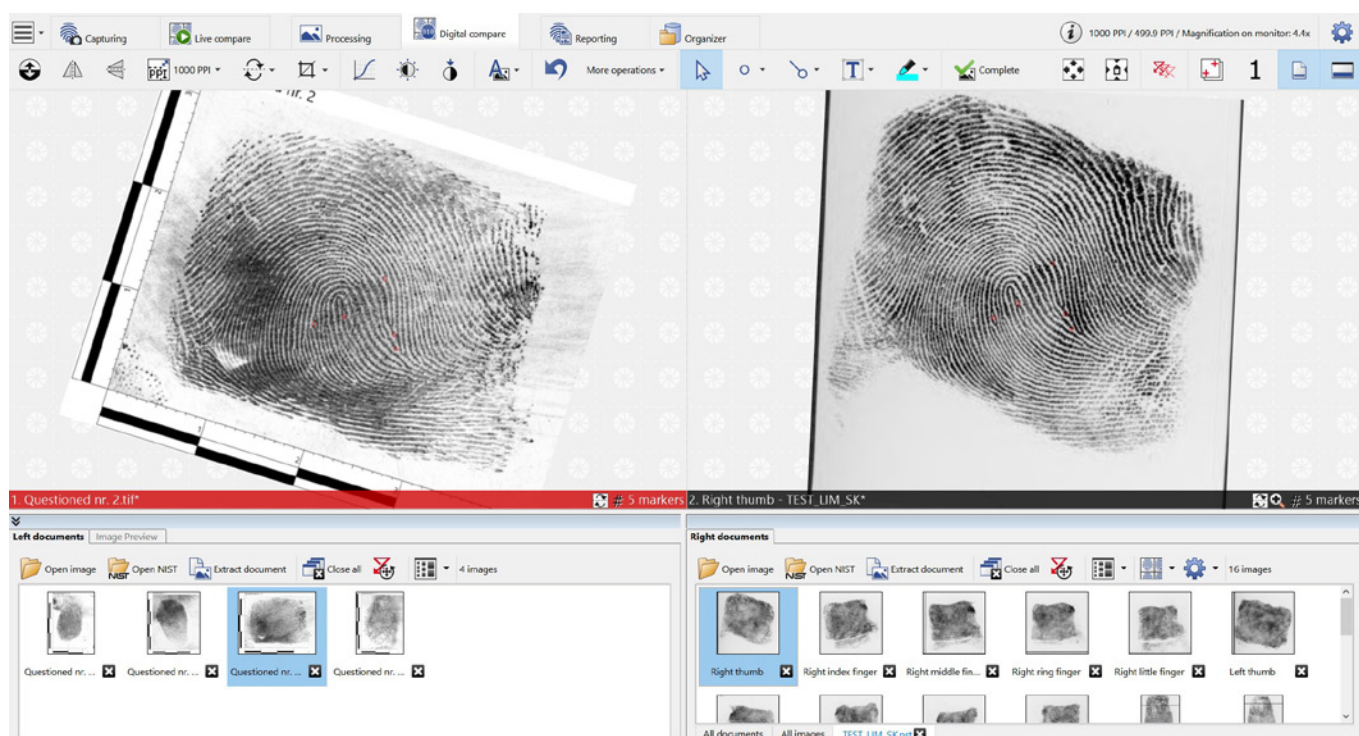 Capturing
Live compare
Processing
Digital compare
Reporting
Organizer
1000 PPI / 499.9 PPI / Magnification on monitor: 4.4x
PPI 1000 PPI
More operations
T
Complete
1
nr. 2
1. Questioned nr. 2.tif*
# 5 markers
2. Right thumb - TEST_LIM_SK*
# 5 markers
Left documents
Image Preview
Open image
NIST Open NIST
Extract document
Close all
4 images
Questioned nr. ...
Questioned nr. ...
Questioned nr. ...
Questioned nr. ...
Right documents
Open image
NIST Open NIST
Extract document
Close all
16 images
Right thumb
Right index finger
Right middle fin...
Right ring finger
Right little finger
Left thumb
All documents
All images
TEST_LIM_SK.nst